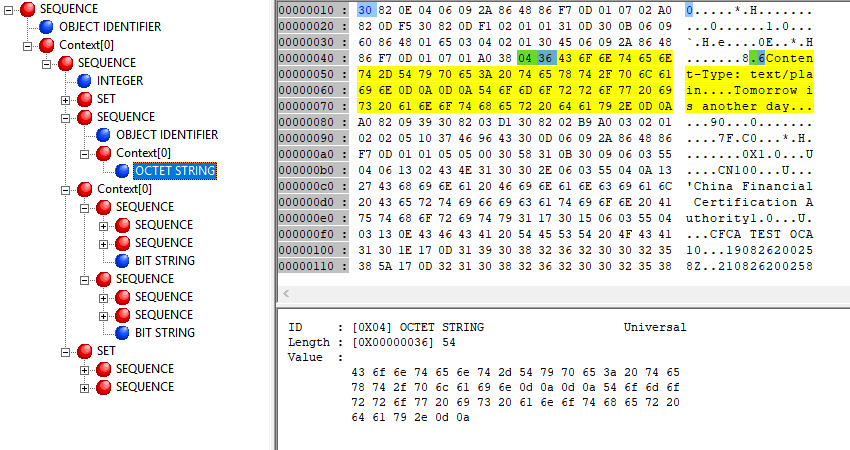 SEQUENCE
OBJECT IDENTIFIER
Context[0]
SEQUENCE
INTEGER
SET
SEQUENCE
OBJECT IDENTIFIER
Context[0]
OCTET STRING
Context[0]
SEQUENCE
SEQUENCE
SEQUENCE
BIT STRING
SEQUENCE
SEQUENCE
SEQUENCE
BIT STRING
SET
SEQUENCE
SEQUENCE
00000010 : 30 82 0E 04 06 09 2A 86 48 86 F7 0D 01 07 02 A0 0.....*.H.......
00000020 : 82 0D F5 30 82 0D F1 02 01 01 31 0D 30 0B 06 09 ...0......1.0...
00000030 : 60 86 48 01 65 03 04 02 01 30 45 06 09 2A 86 48 `.H.e....0E..*.H
00000040 : 86 F7 0D 01 07 01 A0 38 04 36 43 6F 6E 74 65 6E .......8.6Conten
00000050 : 74 2D 54 79 70 65 3A 20 74 65 78 74 2F 70 6C 61 t-Type: text/pla
00000060 : 69 6E 0D 0A 0D 0A 54 6F 6D 6F 72 72 6F 77 20 69 in....Tomorrow i
00000070 : 73 20 61 6E 6F 74 68 65 72 20 64 61 79 2E 0D 0A s another day...
00000080 : A0 82 09 39 30 82 03 D1 30 82 02 B9 A0 03 02 01 ...90...0.......
00000090 : 02 02 05 10 37 46 96 43 30 0D 06 09 2A 86 48 86 ....7F.C0...*.H.
000000a0 : F7 0D 01 01 05 05 00 30 58 31 0B 30 09 06 03 55 .......0X1.0...U
000000b0 : 04 06 13 02 43 4E 31 30 30 2E 06 03 55 04 0A 13 ....CN100...U...
000000c0 : 27 43 68 69 6E 61 20 46 69 6E 61 6E 63 69 61 6C 'China Financial
000000d0 : 20 43 65 72 74 69 66 69 63 61 74 69 6F 6E 20 41 Certification A
000000e0 : 75 74 68 6F 72 69 74 79 31 17 30 15 06 03 55 04 uthority1.0...U.
000000f0 : 03 13 0E 43 46 43 41 20 54 45 53 54 20 4F 43 41 ...CFCA TEST OCA
00000100 : 31 30 1E 17 0D 31 39 30 38 32 36 32 30 30 32 35 10...19082620025
00000110 : 38 5A 17 0D 32 31 30 38 32 36 32 30 30 32 35 38 8Z..210826200258
ID : [0X04] OCTET STRING Universal
Length : [0X00000036] 54
Value :
43 6f 6e 74 65 6e 74 2d 54 79 70 65 3a 20 74 65
78 74 2f 70 6c 61 69 6e 0d 0a 0d 0a 54 6f 6d 6f
72 72 6f 77 20 69 73 20 61 6e 6f 74 68 65 72 20
64 61 79 2e 0d 0a